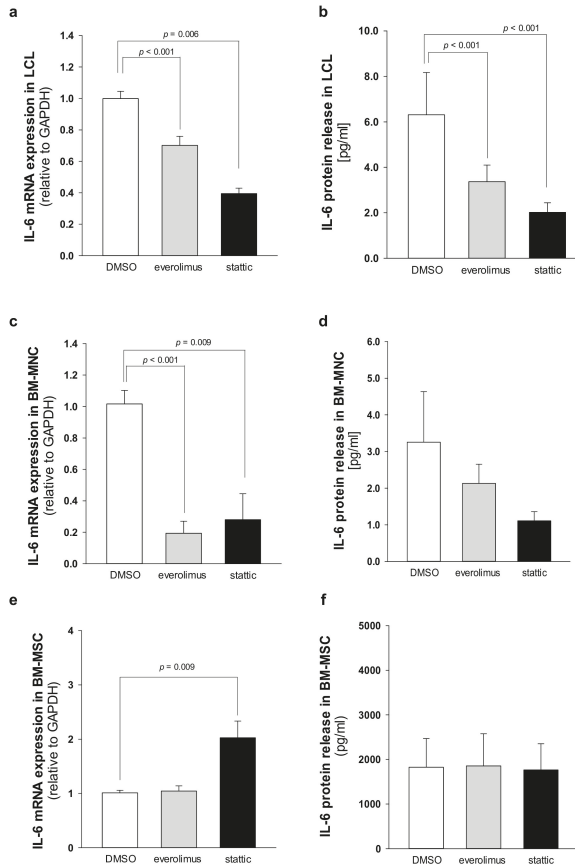 a
IL-6 mRNA expression in LCL
(relative to GAPDH)
1.4
1.2
1.0
0.8
0.6
0.4
0.2
0.0
p = 0.006
p < 0.001
DMSO everolimus stattic
b
IL-6 protein release in LCL
[pg/ml]
10.0
8.0
6.0
4.0
2.0
0.0
p < 0.001
p < 0.001
DMSO everolimus stattic
c
IL-6 mRNA expression in BM-MNC
(relative to GAPDH)
1.4
1.2
1.0
0.8
0.6
0.4
0.2
0.0
p = 0.009
p < 0.001
DMSO everolimus stattic
d
IL-6 protein release in BM-MNC
[pg/ml]
6.0
5.0
4.0
3.0
2.0
1.0
0.0
DMSO everolimus stattic
e
IL-6 mRNA expression in BM-MSC
(relative to GAPDH)
4
3
2
1
0
p = 0.009
DMSO everolimus stattic
f
IL-6 protein release in BM-MSC
(pg/ml)
5000
4000
3000
2000
1000
0
DMSO everolimus stattic